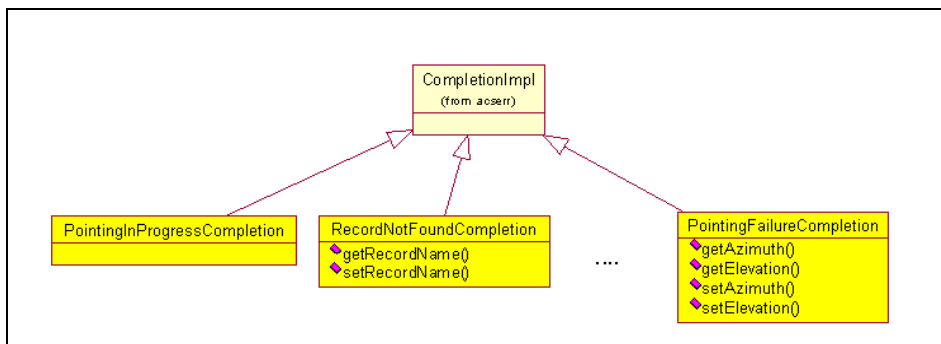 CompletionImpl
(from acserr)
PointingInProgressCompletion
RecordNotFoundCompletion
getRecordName()
setRecordName()
....
PointingFailureCompletion
getAzimuth()
getElevation()
setAzimuth()
setElevation()